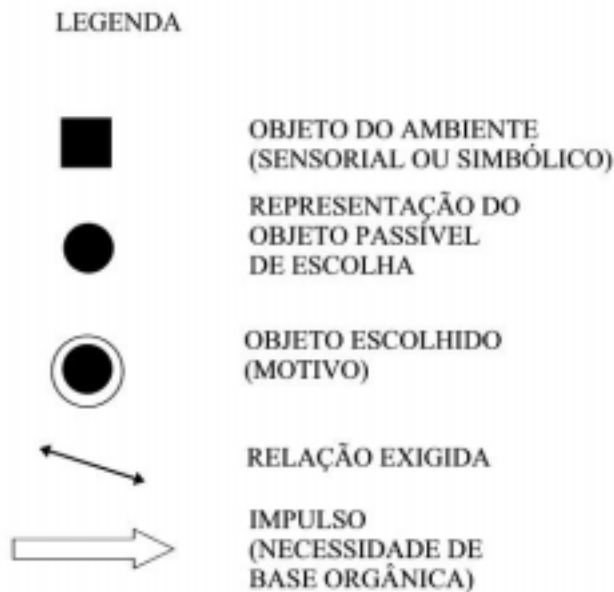 LEGENDA
OBJETO DO AMBIENTE
(SENSORIAL OU SIMBÓLICO)
REPRESENTAÇÃO DO
OBJETO PASSÍVEL
DE ESCOLHA
OBJETO ESCOLHIDO
(MOTIVO)
RELAÇÃO EXIGIDA
IMPULSO
(NECESSIDADE DE
BASE ORGÂNICA)